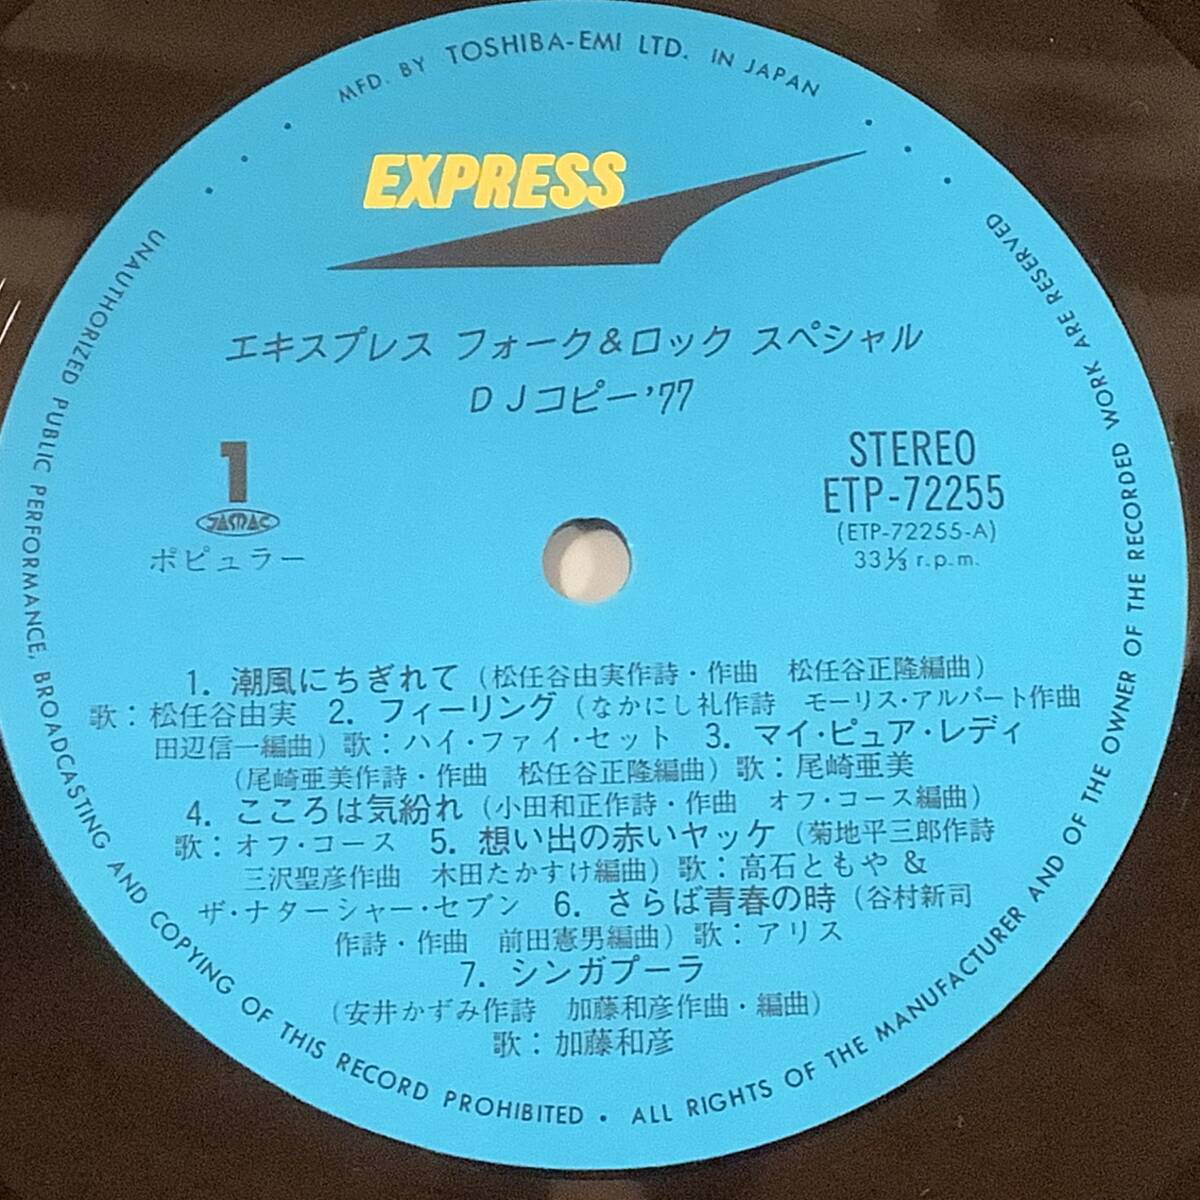 MFD. BY TOSHIBA-EMI LTD. IN JAPAN
EXPRESS
エキスプレス フォーク&ロック スペシャル
DJコピー'77
1
JASRAC
ポピュラー
STEREO
ETP-72255
(ETP-72255-A)
33⅓ r.p.m.
1. 潮風にちぎれて (松任谷由実作詩・作曲 松任谷正隆編曲)
歌：松任谷由実 2. フィーリング (なかにし礼作詩 モーリス・アルバート作曲
田辺信一編曲) 歌：ハイ・ファイ・セット 3. マイ・ピュア・レディ
(尾崎亜美作詩・作曲 松任谷正隆編曲) 歌：尾崎亜美
4. こころは気紛れ (小田和正作詩・作曲 オフ・コース編曲)
歌：オフ・コース 5. 想い出の赤いヤッケ (菊地平三郎作詩
三沢聖彦作曲 木田たかすけ編曲) 歌：高石ともや &
ザ・ナターシャー・セブン 6. さらば青春の時 (谷村新司
作詩・作曲 前田憲男編曲) 歌：アリス
7. シンガプーラ
(安井かずみ作詩 加藤和彦作曲・編曲)
歌：加藤和彦
UNAUTHORIZED PUBLIC PERFORMANCE, BROADCASTING AND COPYING OF THIS RECORD PROHIBITED • ALL RIGHTS OF THE MANUFACTURER AND OF THE OWNER OF THE RECORDED WORK ARE RESERVED